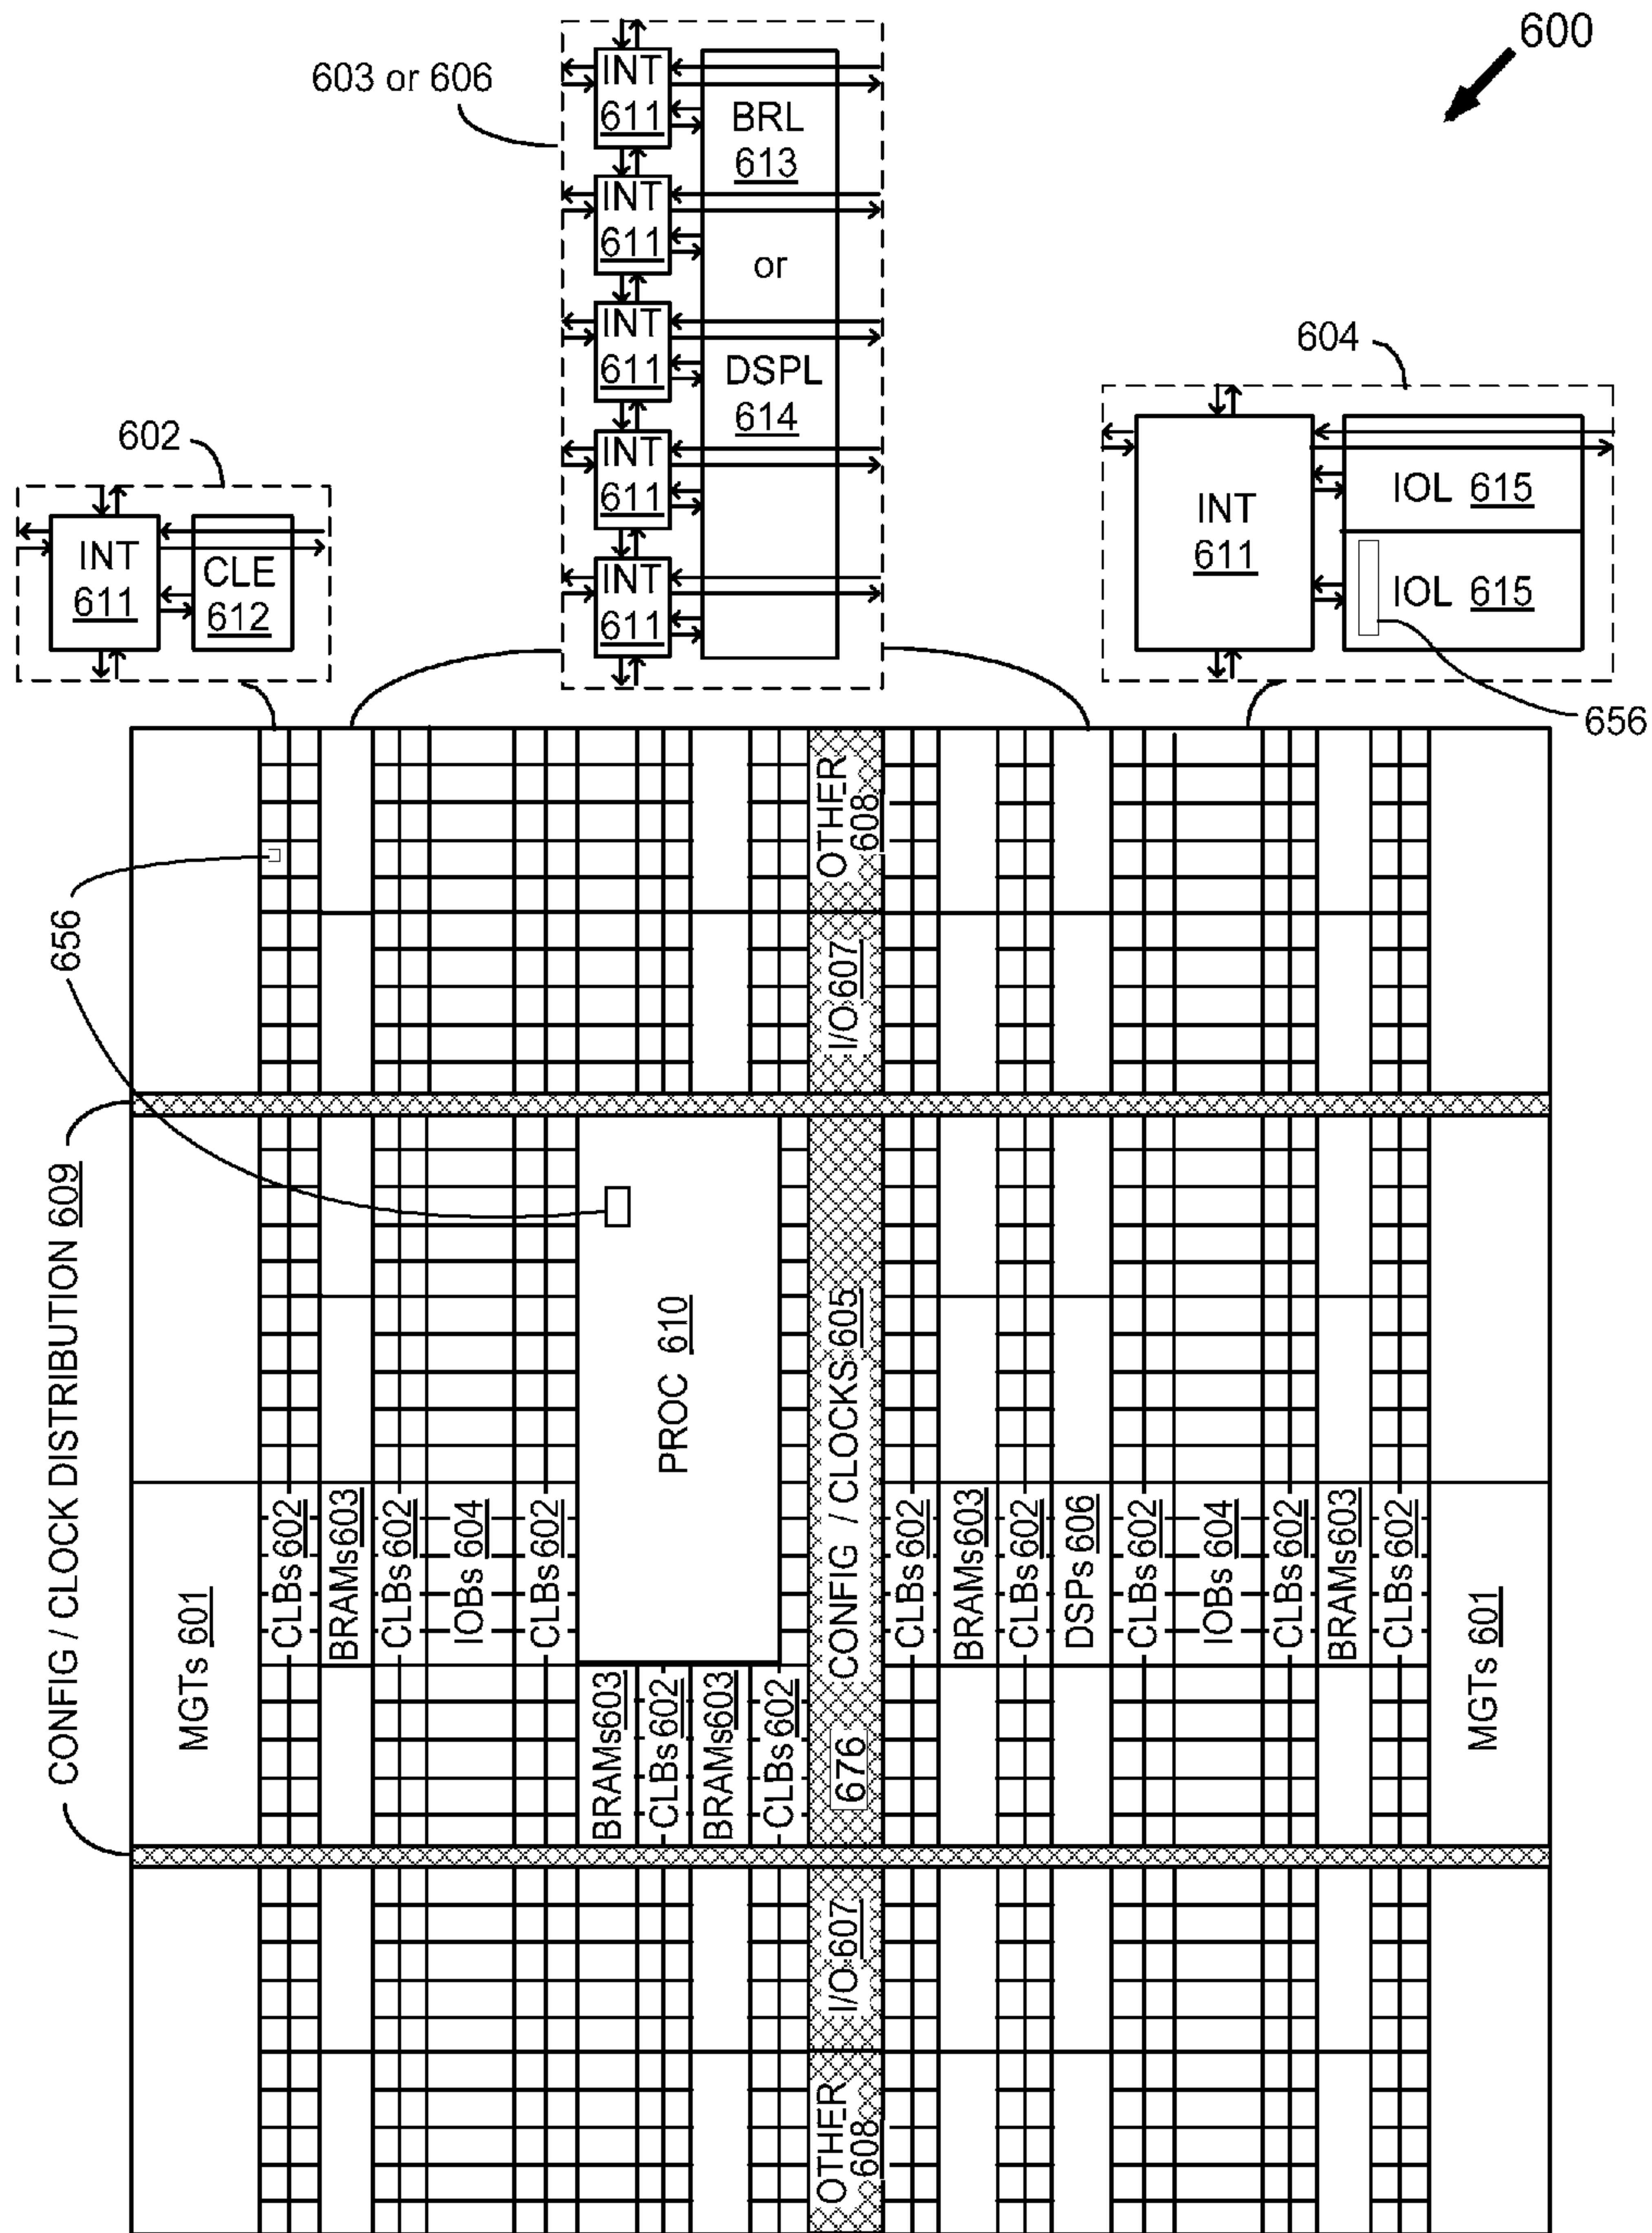 600
603 or 606
INT
611
INT
611
INT
611
INT
611
INT
611
BRL
613
or
DSPL
614
604
INT
611
IOL 615
IOL 615
656
602
INT
611
CLE
612
656
OTHER
608
I/O 607
CONFIG / CLOCK DISTRIBUTION 609
PROC 610
CONFIG / CLOCKS 605
676
MGTs 601
CLBs 602
BRAMs 603
CLBs 602
IOBs 604
CLBs 602
BRAMs 603
CLBs 602
BRAMs 603
CLBs 602
CLBs 602
BRAMs 603
CLBs 602
DSPs 606
CLBs 602
IOBs 604
CLBs 602
BRAMs 603
CLBs 602
MGTs 601
I/O 607
OTHER
608